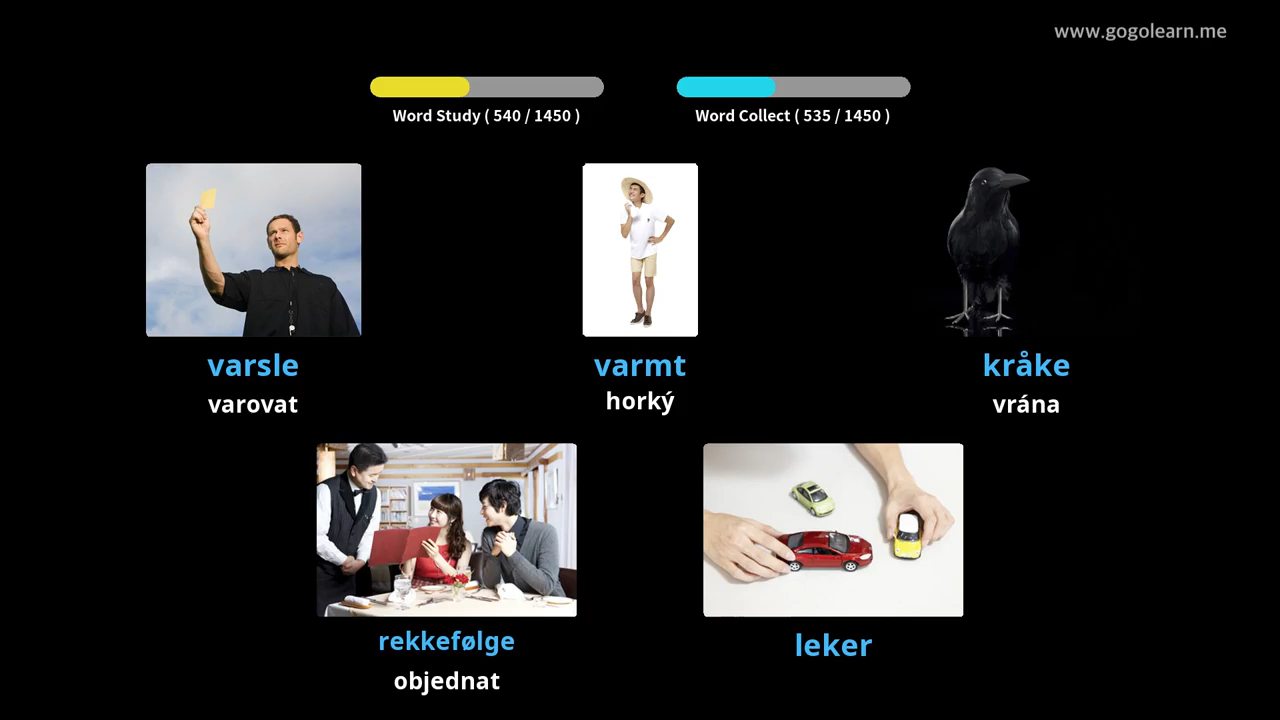 www.gogolearn.me
Word Study ( 540 / 1450 )
Word Collect ( 535 / 1450 )
varsle
varmt
kråke
varovat
horký
vrána
rekkefølge
leker
objednat